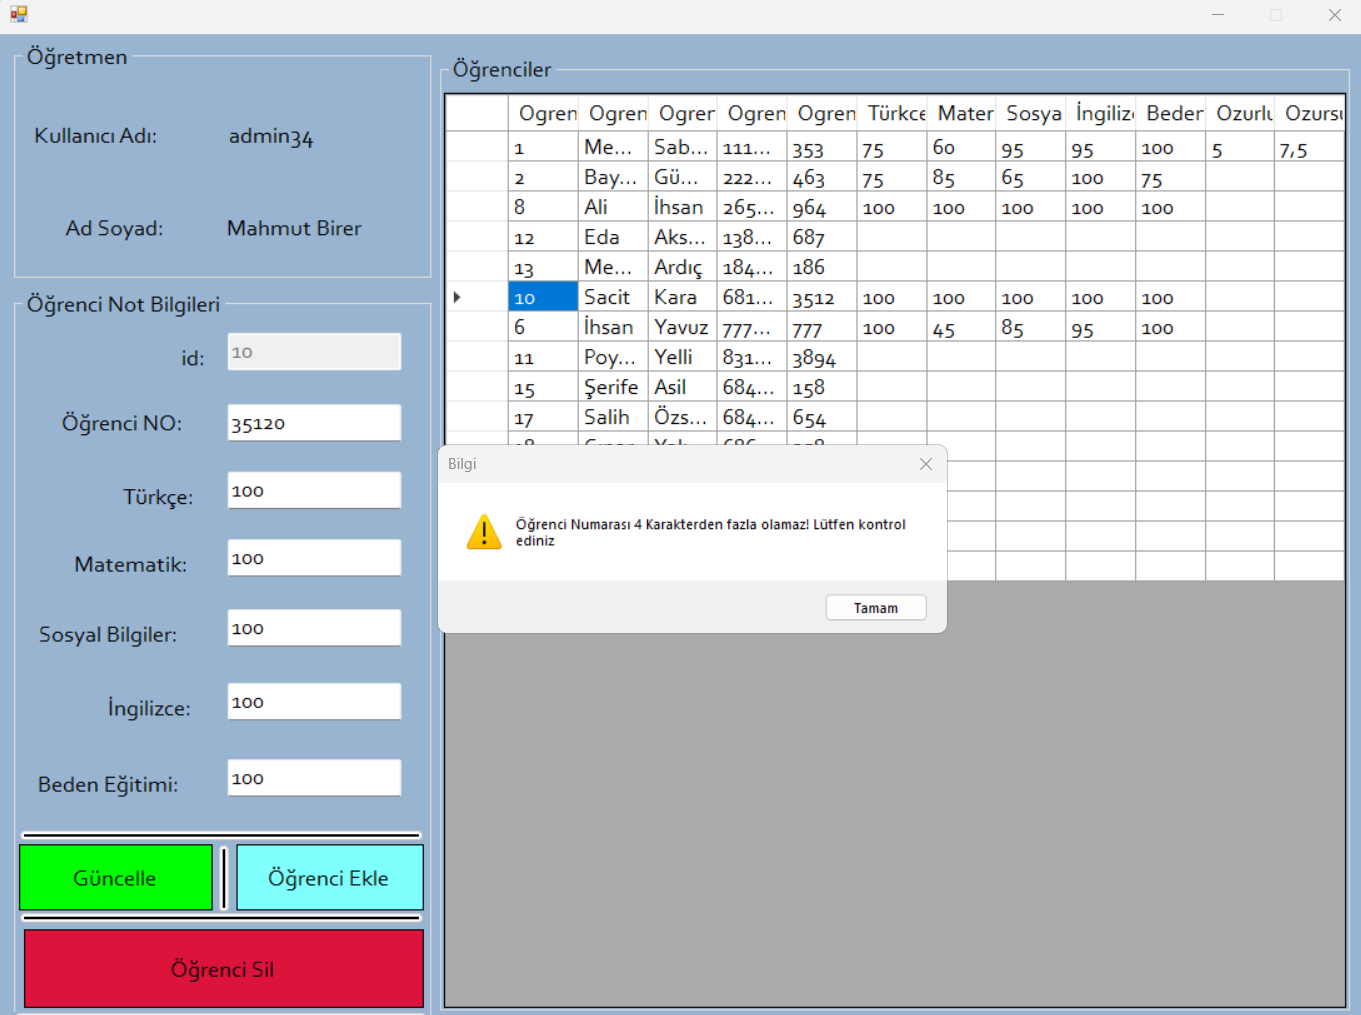 Öğretmen
Kullanıcı Adı: admin34
Ad Soyad: Mahmut Birer
Öğrenci Not Bilgileri
id: 10
Öğrenci NO: 35120
Türkçe: 100
Matematik: 100
Sosyal Bilgiler: 100
İngilizce: 100
Beden Eğitimi: 100
Güncelle
Öğrenci Ekle
Öğrenci Sil
Öğrenciler
Ogren Ogren Ogrer Ogren Ogren Türkçe Mater Sosya İngiliz Beder Ozurlu Ozursu
1 Me... Sab... 111... 353 75 60 95 95 100 5 7,5
2 Bay... Gü... 222... 463 75 85 65 100 75
8 Ali İhsan 265... 964 100 100 100 100 100
12 Eda Aks... 138... 687
13 Me... Ardıç 184... 186
10 Sacit Kara 681... 3512 100 100 100 100 100
6 İhsan Yavuz 777... 777 100 45 85 95 100
11 Poy... Yelli 831... 3894
15 Şerife Asil 684... 158
17 Salih Özs... 684... 654
Bilgi
Öğrenci Numarası 4 Karakterden fazla olamaz! Lütfen kontrol
ediniz
Tamam